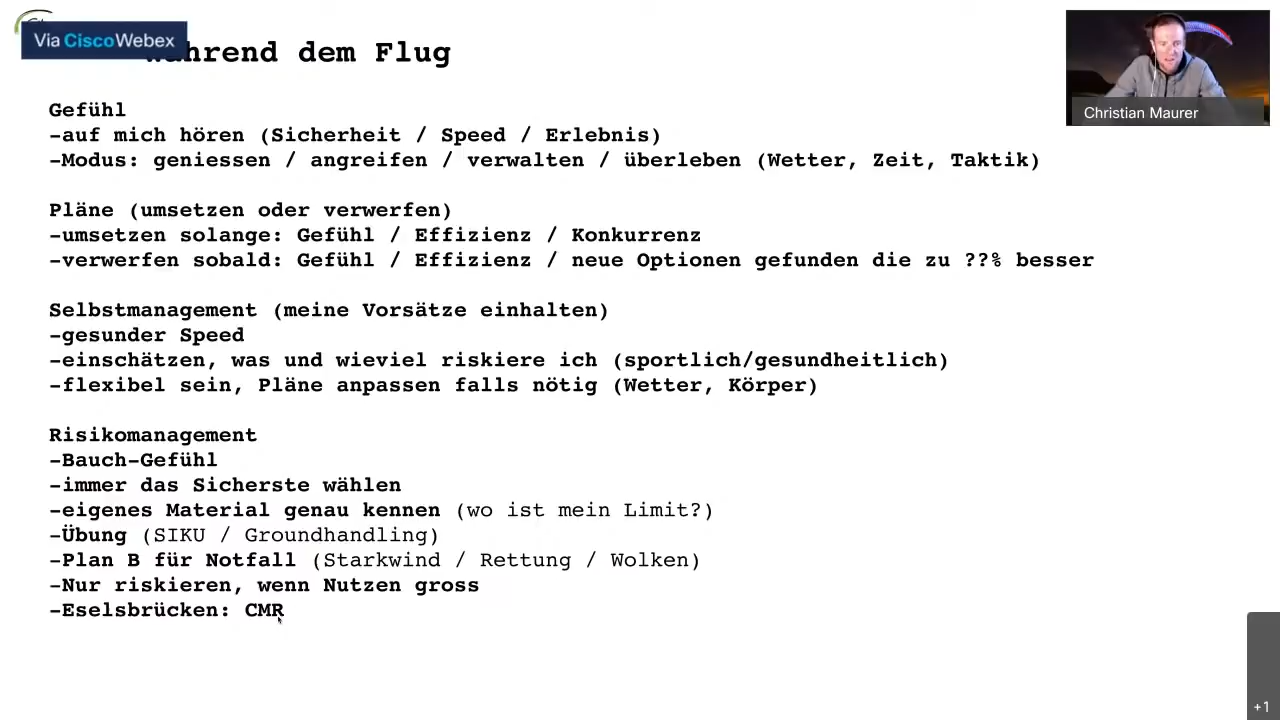 Via Cisco Webex
während dem Flug
Christian Maurer
Gefühl
-auf mich hören (Sicherheit / Speed / Erlebnis)
-Modus: geniessen / angreifen / verwalten / überleben (Wetter, Zeit, Taktik)
Pläne (umsetzen oder verwerfen)
-umsetzen solange: Gefühl / Effizienz / Konkurrenz
-verwerfen sobald: Gefühl / Effizienz / neue Optionen gefunden die zu ??% besser
Selbstmanagement (meine Vorsätze einhalten)
-gesunder Speed
-einschätzen, was und wieviel riskiere ich (sportlich/gesundheitlich)
-flexibel sein, Pläne anpassen falls nötig (Wetter, Körper)
Risikomanagement
-Bauch-Gefühl
-immer das Sicherste wählen
-eigenes Material genau kennen (wo ist mein Limit?)
-Übung (SIKU / Groundhandling)
-Plan B für Notfall (Starkwind / Rettung / Wolken)
-Nur riskieren, wenn Nutzen gross
-Eselsbrücken: CMR
+1